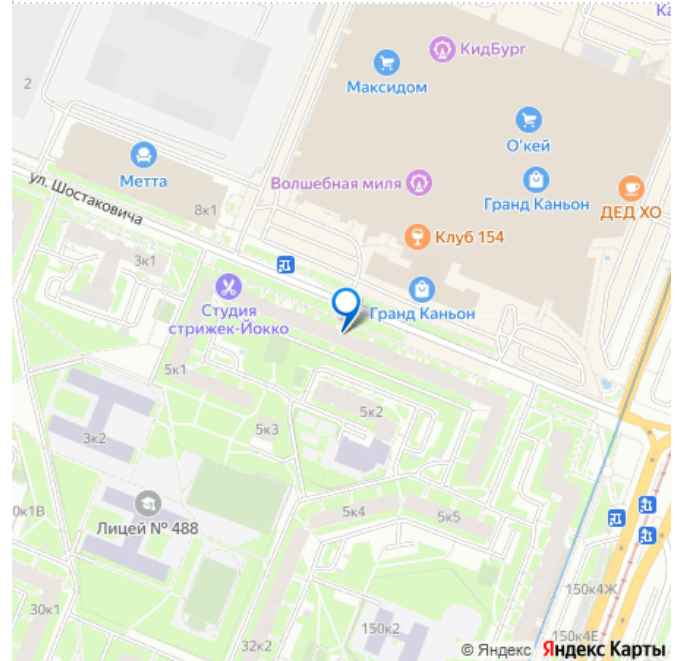 Ка
КидБург
Максидом
2
О'кей
Метта
Волшебная миля
Гранд Каньон
ДЕД ХО
ул. Шостаковича
8к1
Клуб 154
3к1
Студия
стрижек-Йокко
Гранд Каньон
5к1
5к2
5к3
3к2
0к1В
Лицей № 488
5к4
5к5
150к4Ж
30к1
32к2
150к2
150к4Е
© Яндекс Яндекс Карты